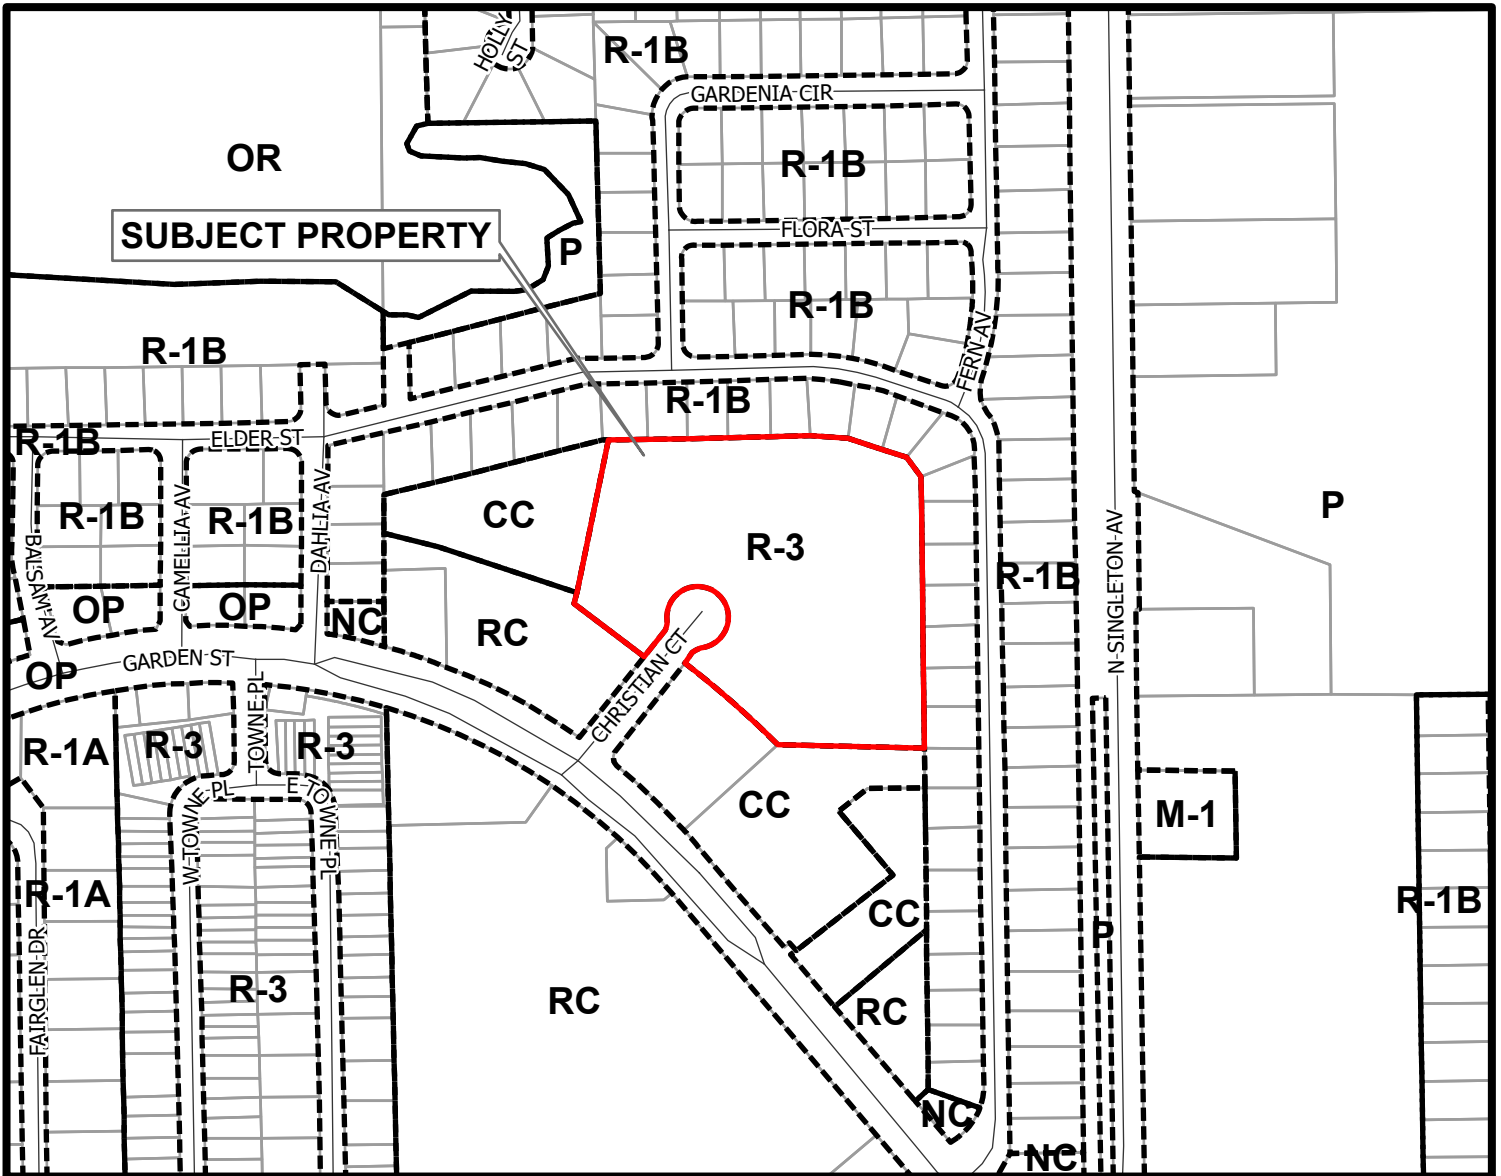 HOLLY
ST
R-1B
GARDENIA CIR
OR
R-1B
SUBJECT PROPERTY
FLORA ST
P
R-1B
FERN AV
R-1B
R-1B
R-1B
ELDER ST
DAHLIA AV
CC
P
R-1B
R-1B
CAMELLIA AV
BALSAM AV
R-3
R-1B
N SINGLETON AV
OP
OP
NC
RC
CHRISTIAN CT
GARDEN ST
OP
TOWNE PL
R-1A
R-3
R-3
W TOWNE PL
E TOWNE PL
CC
M-1
R-1A
R-1B
CC
P
FAIRGLEN DR
R-3
RC
RC
NC
NC